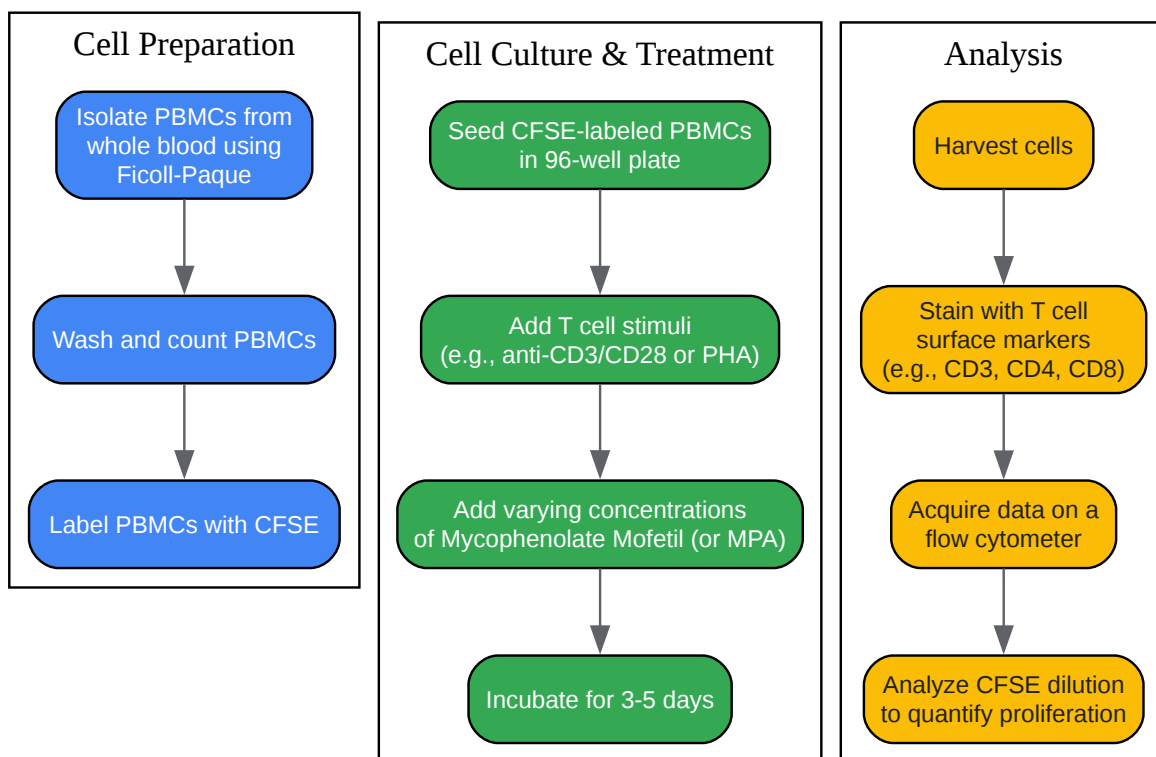 Cell Preparation
Isolate PBMCs from
whole blood using
Ficoll-Paque
Wash and count PBMCs
Label PBMCs with CFSE
Cell Culture & Treatment
Seed CFSE-labeled PBMCs
in 96-well plate
Add T cell stimuli
(e.g., anti-CD3/CD28 or PHA)
Add varying concentrations
of Mycophenolate Mofetil (or MPA)
Incubate for 3-5 days
Analysis
Harvest cells
Stain with T cell
surface markers
(e.g., CD3, CD4, CD8)
Acquire data on a
flow cytometer
Analyze CFSE dilution
to quantify proliferation